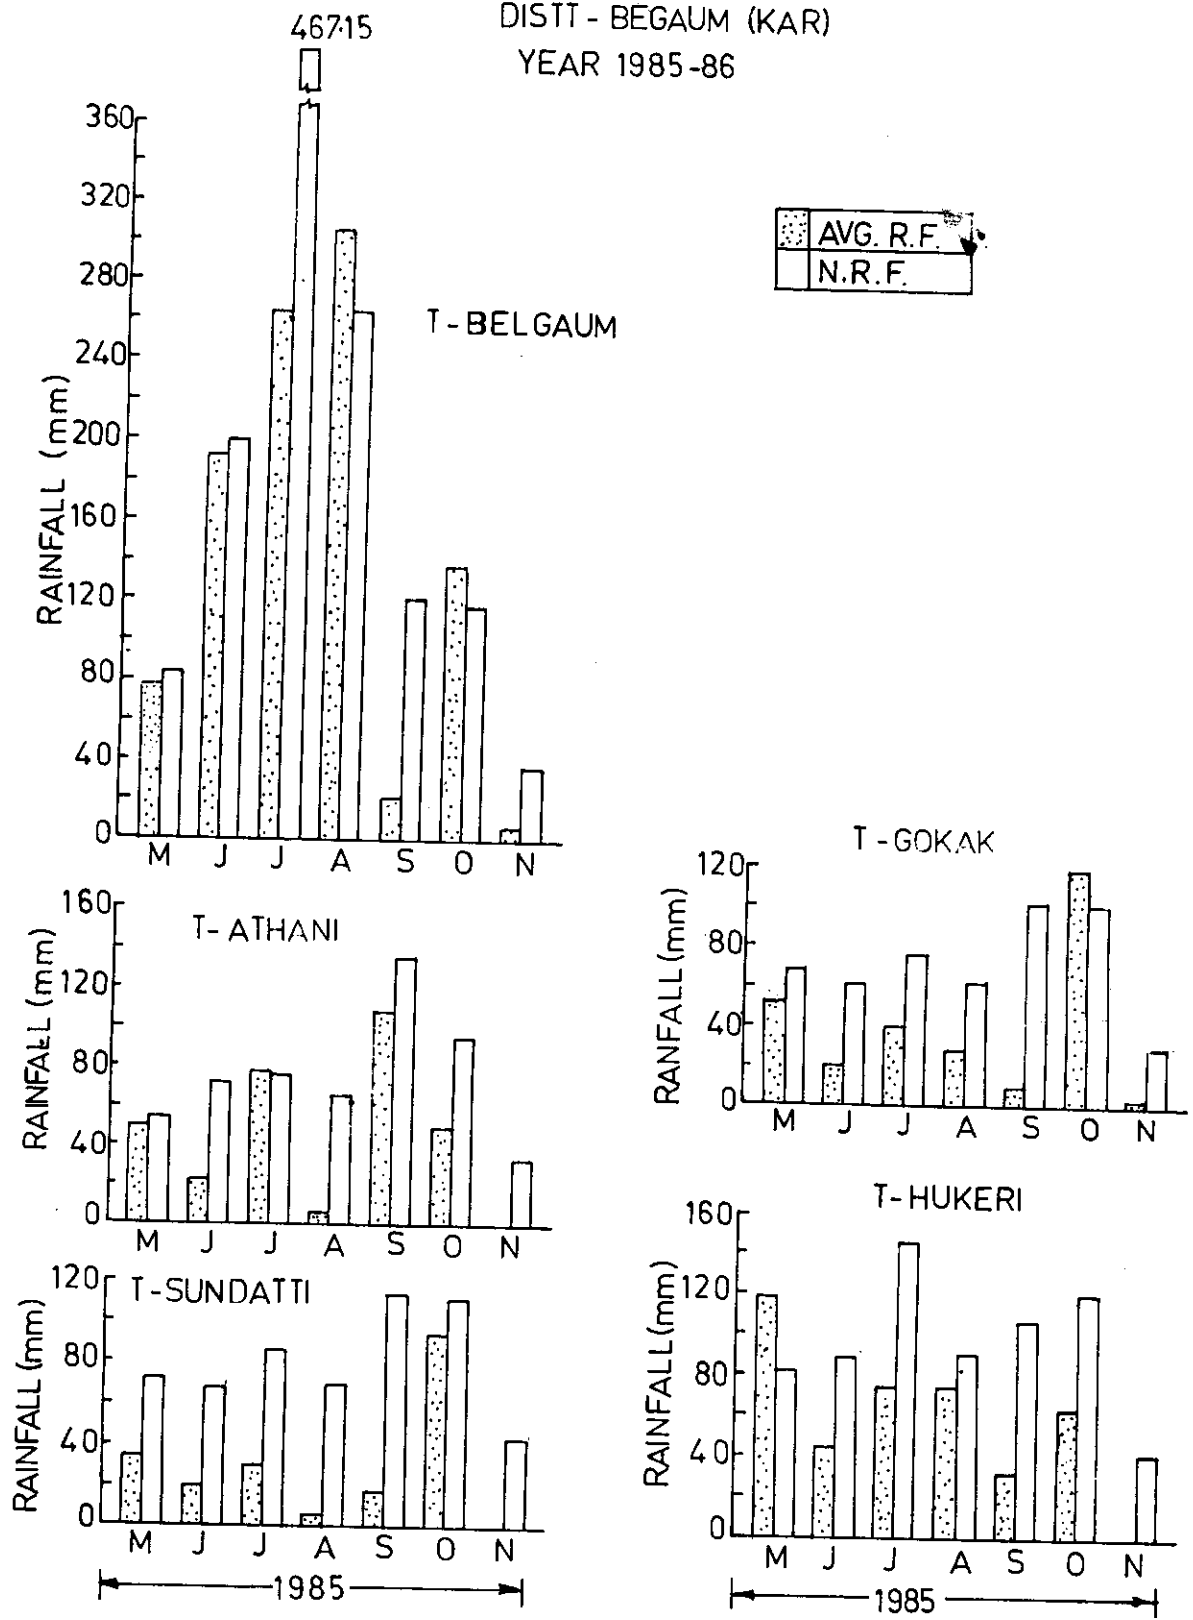 467.15
DISTT - BEGAUM (KAR)
YEAR 1985-86
AVG. R.F.
N.R.F.
T-BELGAUM
RAINFALL (mm)
360
320
280
240
200
160
120
80
40
0
M J J A S O N
T-GOKAK
RANFALL (mm)
120
80
40
0
M J J A S O N
T-ATHANI
RAINFALL (mm)
160
120
80
40
0
M J J A S O N
T-HUKERI
RAINFALL (mm)
160
120
80
40
0
M J J A S O N
1985
T-SUNDATTI
RAINFALL (mm)
120
80
40
0
M J J A S O N
1985